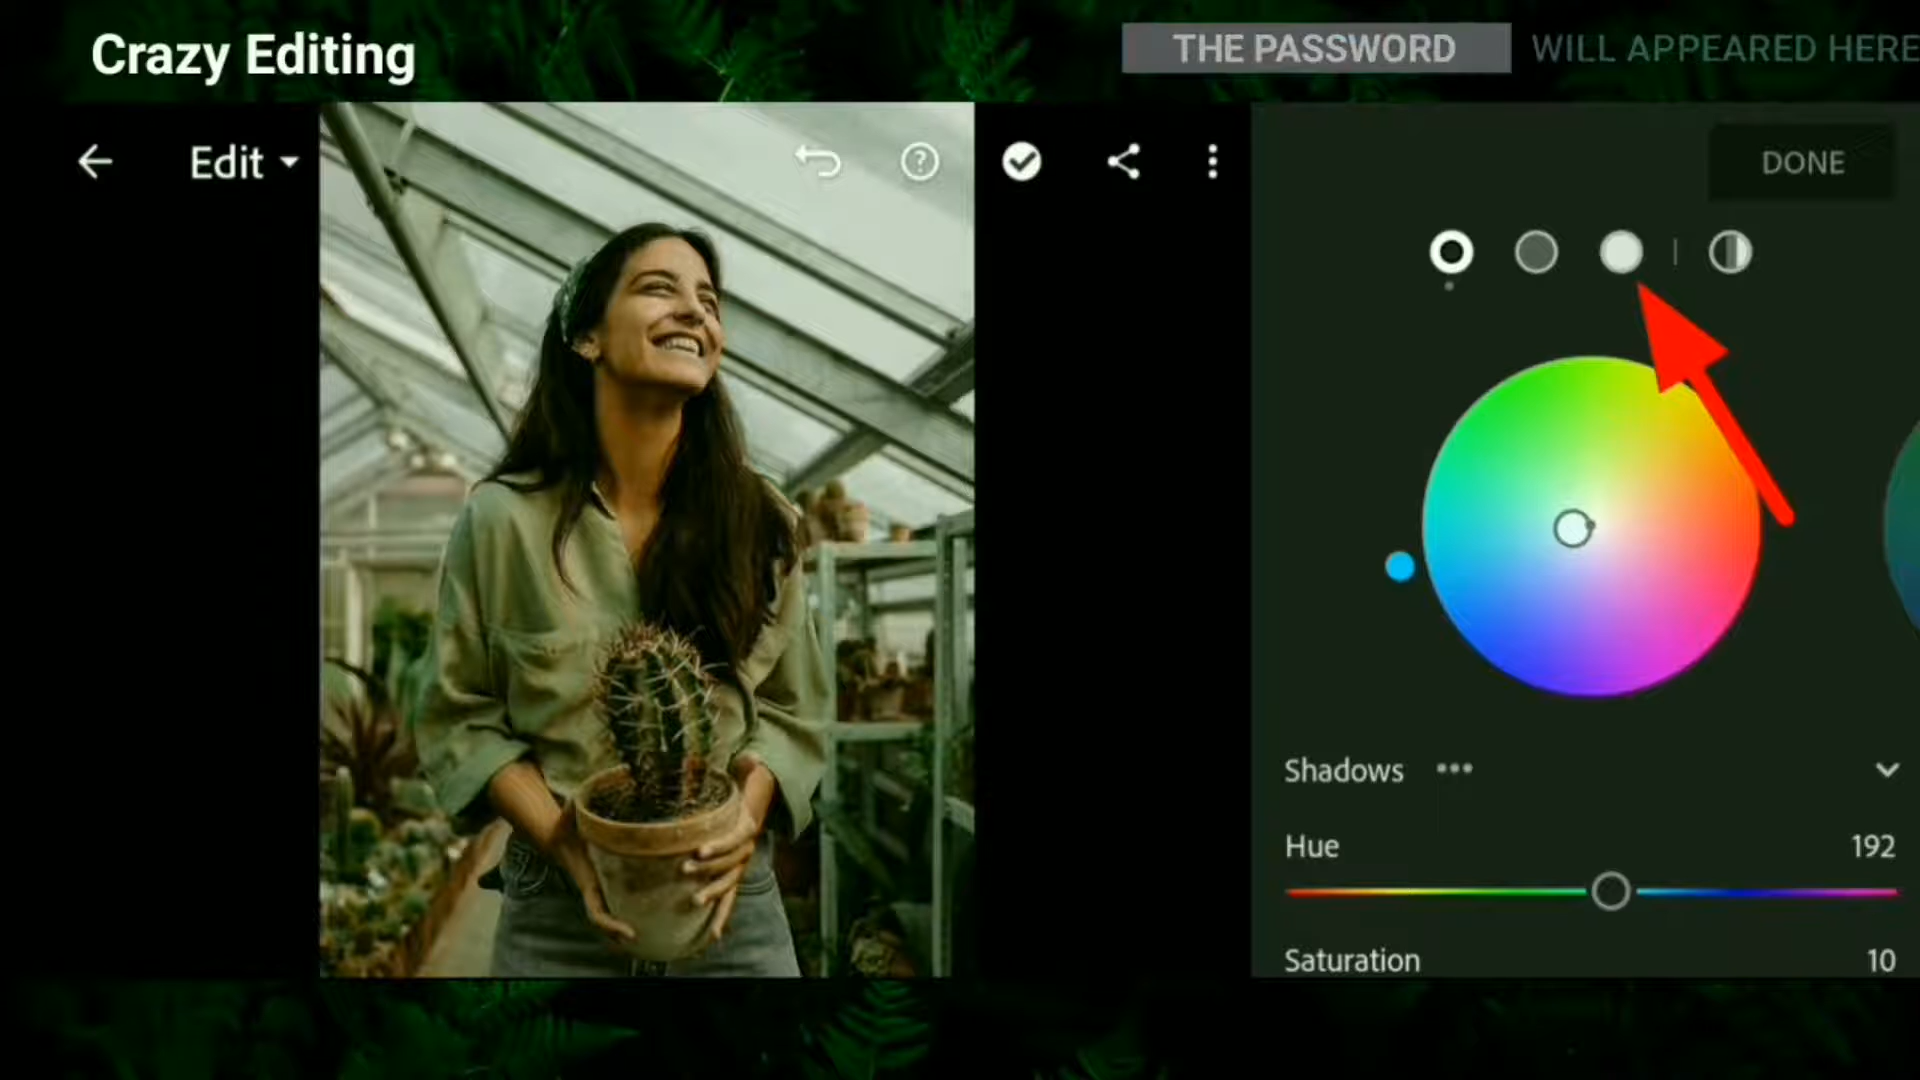 Crazy Editing
THE PASSWORD WILL APPEARED HERE
Edit
DONE
Shadows
Hue 192
Saturation 10